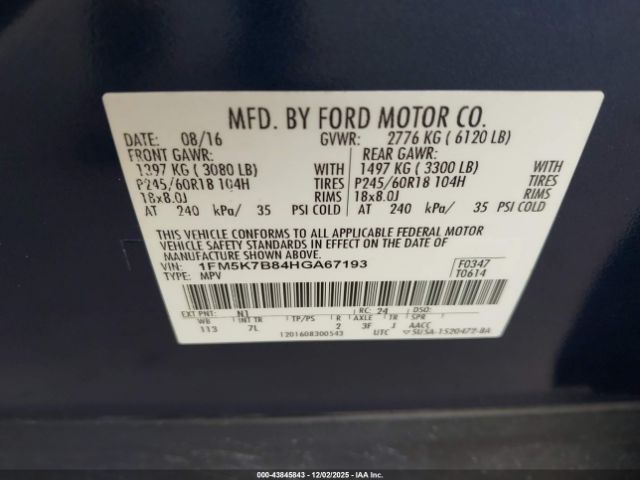 MFD. BY FORD MOTOR CO.
DATE: 08/16 GVWR: 2776 KG ( 6120 LB)
FRONT GAWR: REAR GAWR:
1397 KG ( 3080 LB) WITH 1497 KG ( 3300 LB) WITH
P245/60R18 104H TIRES P245/60R18 104H TIRES
18x8.0J RIMS 18x8.0J RIMS
AT 240 kPa/ 35 PSI COLD AT 240 kPa/ 35 PSI COLD
THIS VEHICLE CONFORMS TO ALL APPLICABLE FEDERAL MOTOR
VEHICLE SAFETY STANDARDS IN EFFECT ON THE DATE OF
MANUFACTURE SHOWN ABOVE.
VIN: 1FM5K7B84HGA67193 F0347
MPV T0614
EXT PNT: N1 RC: 24 DSO:
WB INT TR TP/PS R AXLE TR SPR
113 7L 2 3F J AACC
1201608300543 UTC 5U5A-1520472-BA
000-43845843 - 12/02/2025 - IAA, Inc.